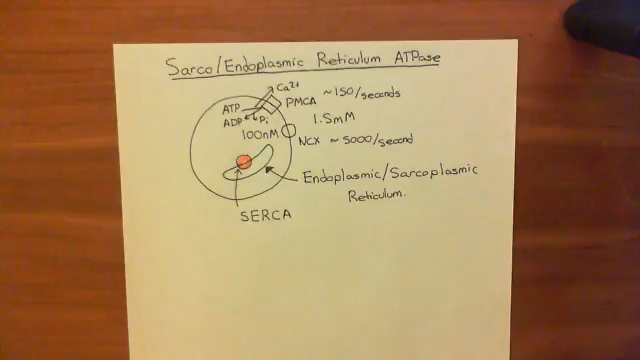 Sarco/Endoplasmic Reticulum ATPase
Ca2+
ATP
PMCA ~150/seconds
ADP Pi
1.5mM
100nM
NCX ~5000/second
Endoplasmic/Sarcoplasmic
Reticulum.
SERCA